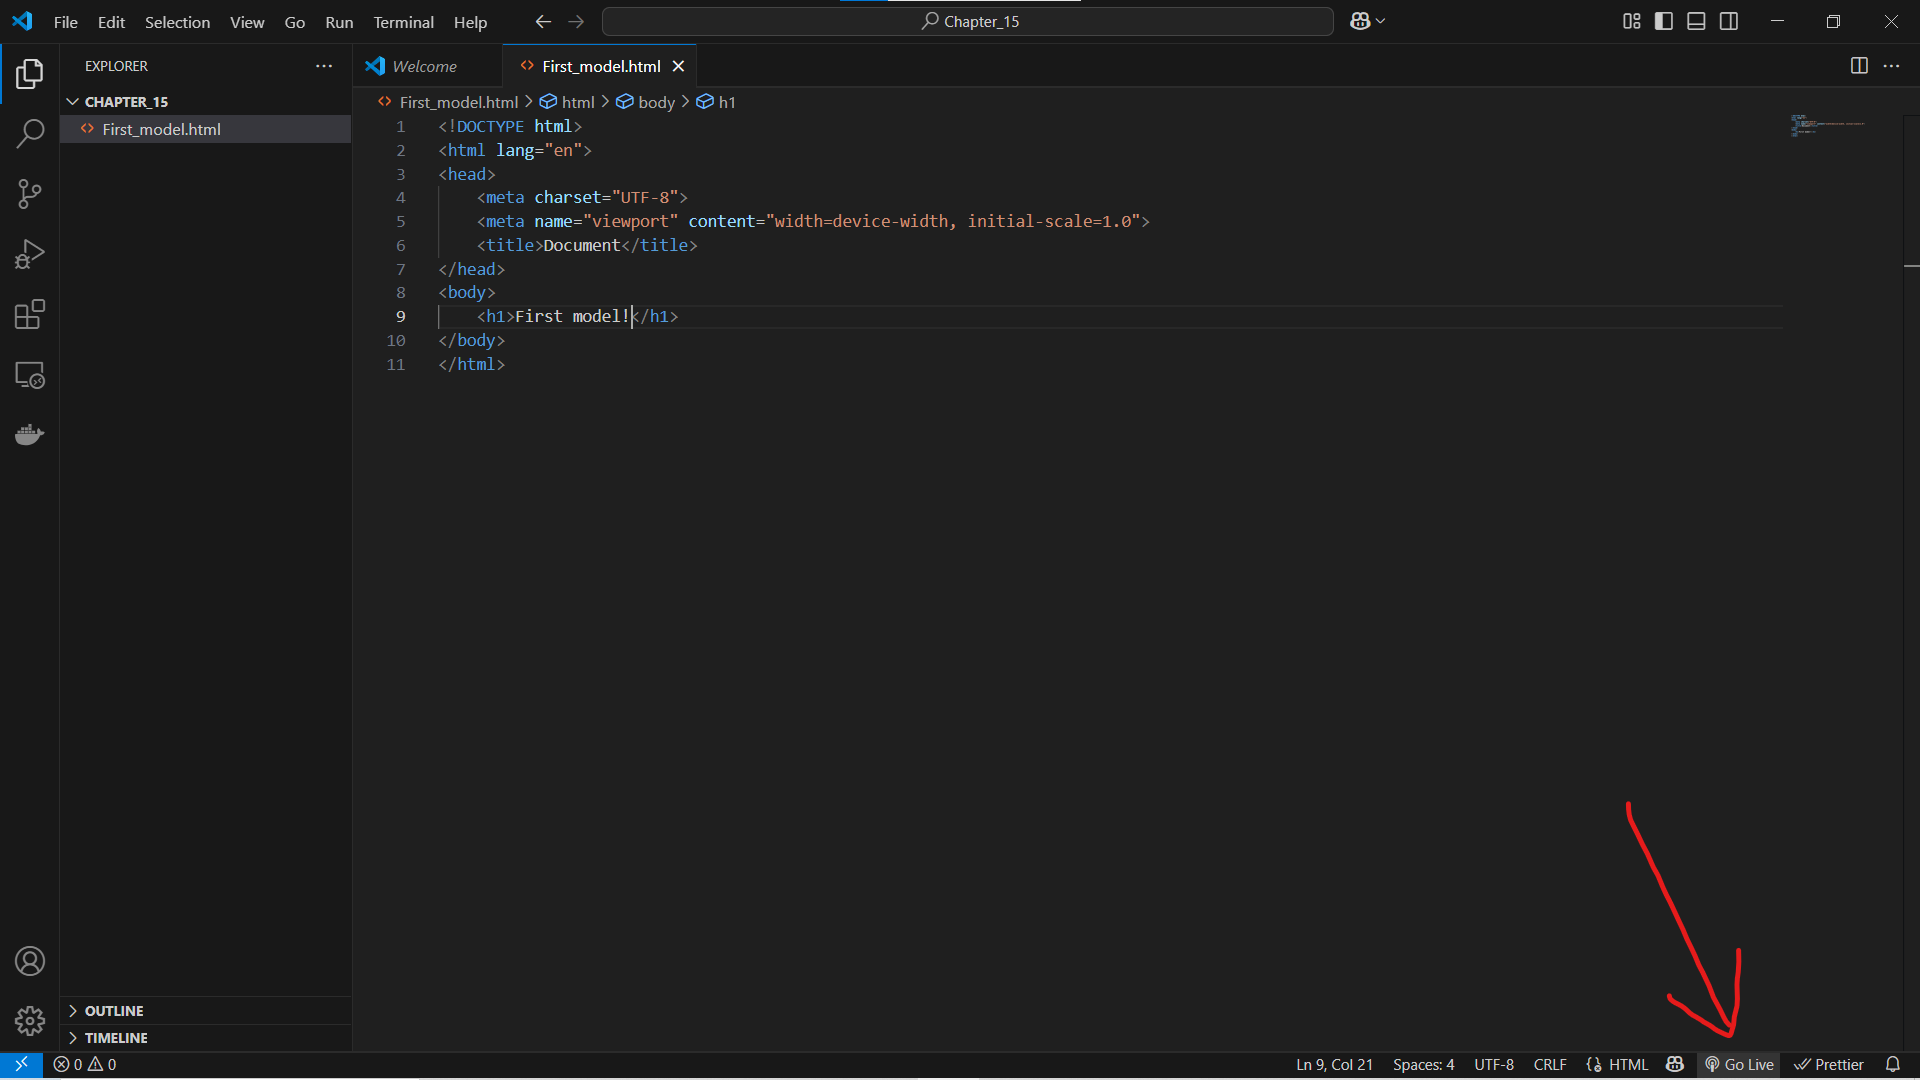 File Edit Selection View Go Run Terminal Help
Chapter_15
EXPLORER
Welcome
First_model.html
CHAPTER_15
First_model.html
First_model.html > html > body > h1
1 <!DOCTYPE html>
2 <html lang="en">
3 <head>
4 <meta charset="UTF-8">
5 <meta name="viewport" content="width=device-width, initial-scale=1.0">
6 <title>Document</title>
7 </head>
8 <body>
9 <h1>First model!</h1>
10 </body>
11 </html>
OUTLINE
TIMELINE
0 0
Ln 9, Col 21 Spaces: 4 UTF-8 CRLF HTML Go Live Prettier